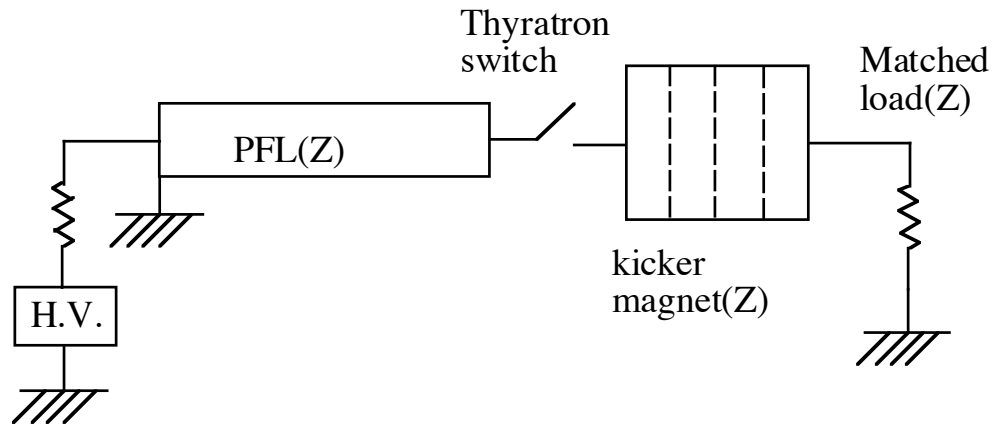 Thyratron
switch
Matched
load(Z)
PFL(Z)
kicker
magnet(Z)
H.V.